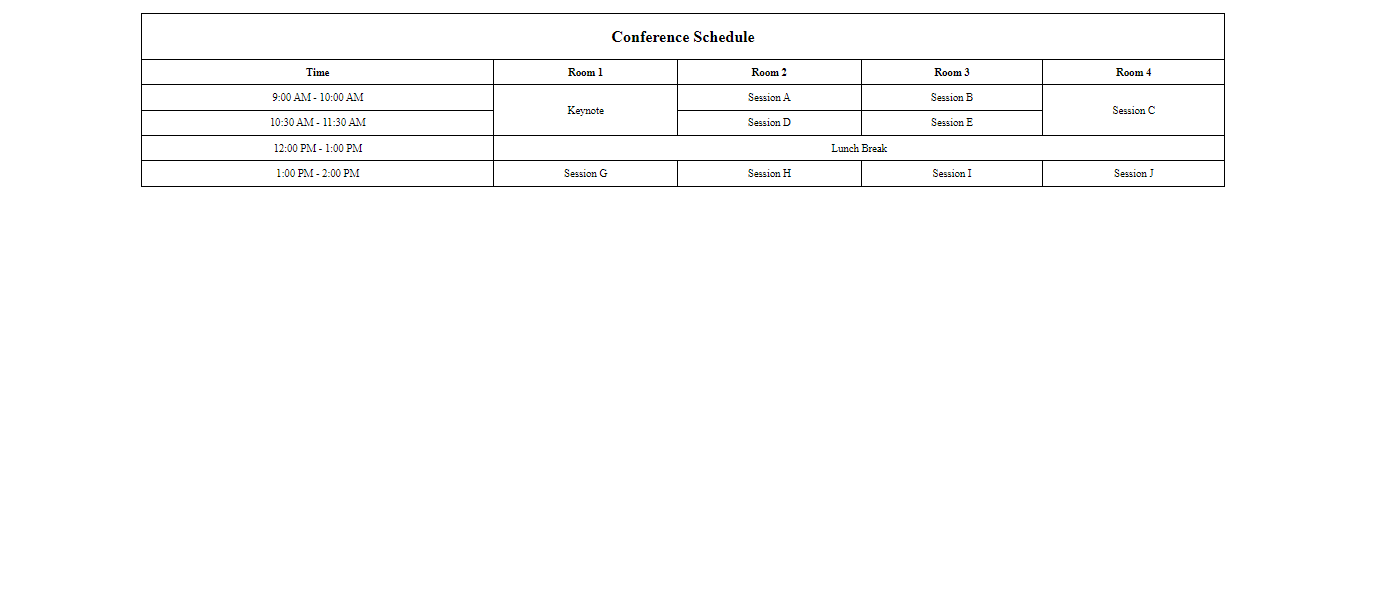 Conference Schedule
Time Room 1 Room 2 Room 3 Room 4
9:00 AM - 10:00 AM Keynote Session A Session B Session C
10:30 AM - 11:30 AM Session D Session E
12:00 PM - 1:00 PM Lunch Break
1:00 PM - 2:00 PM Session G Session H Session I Session J